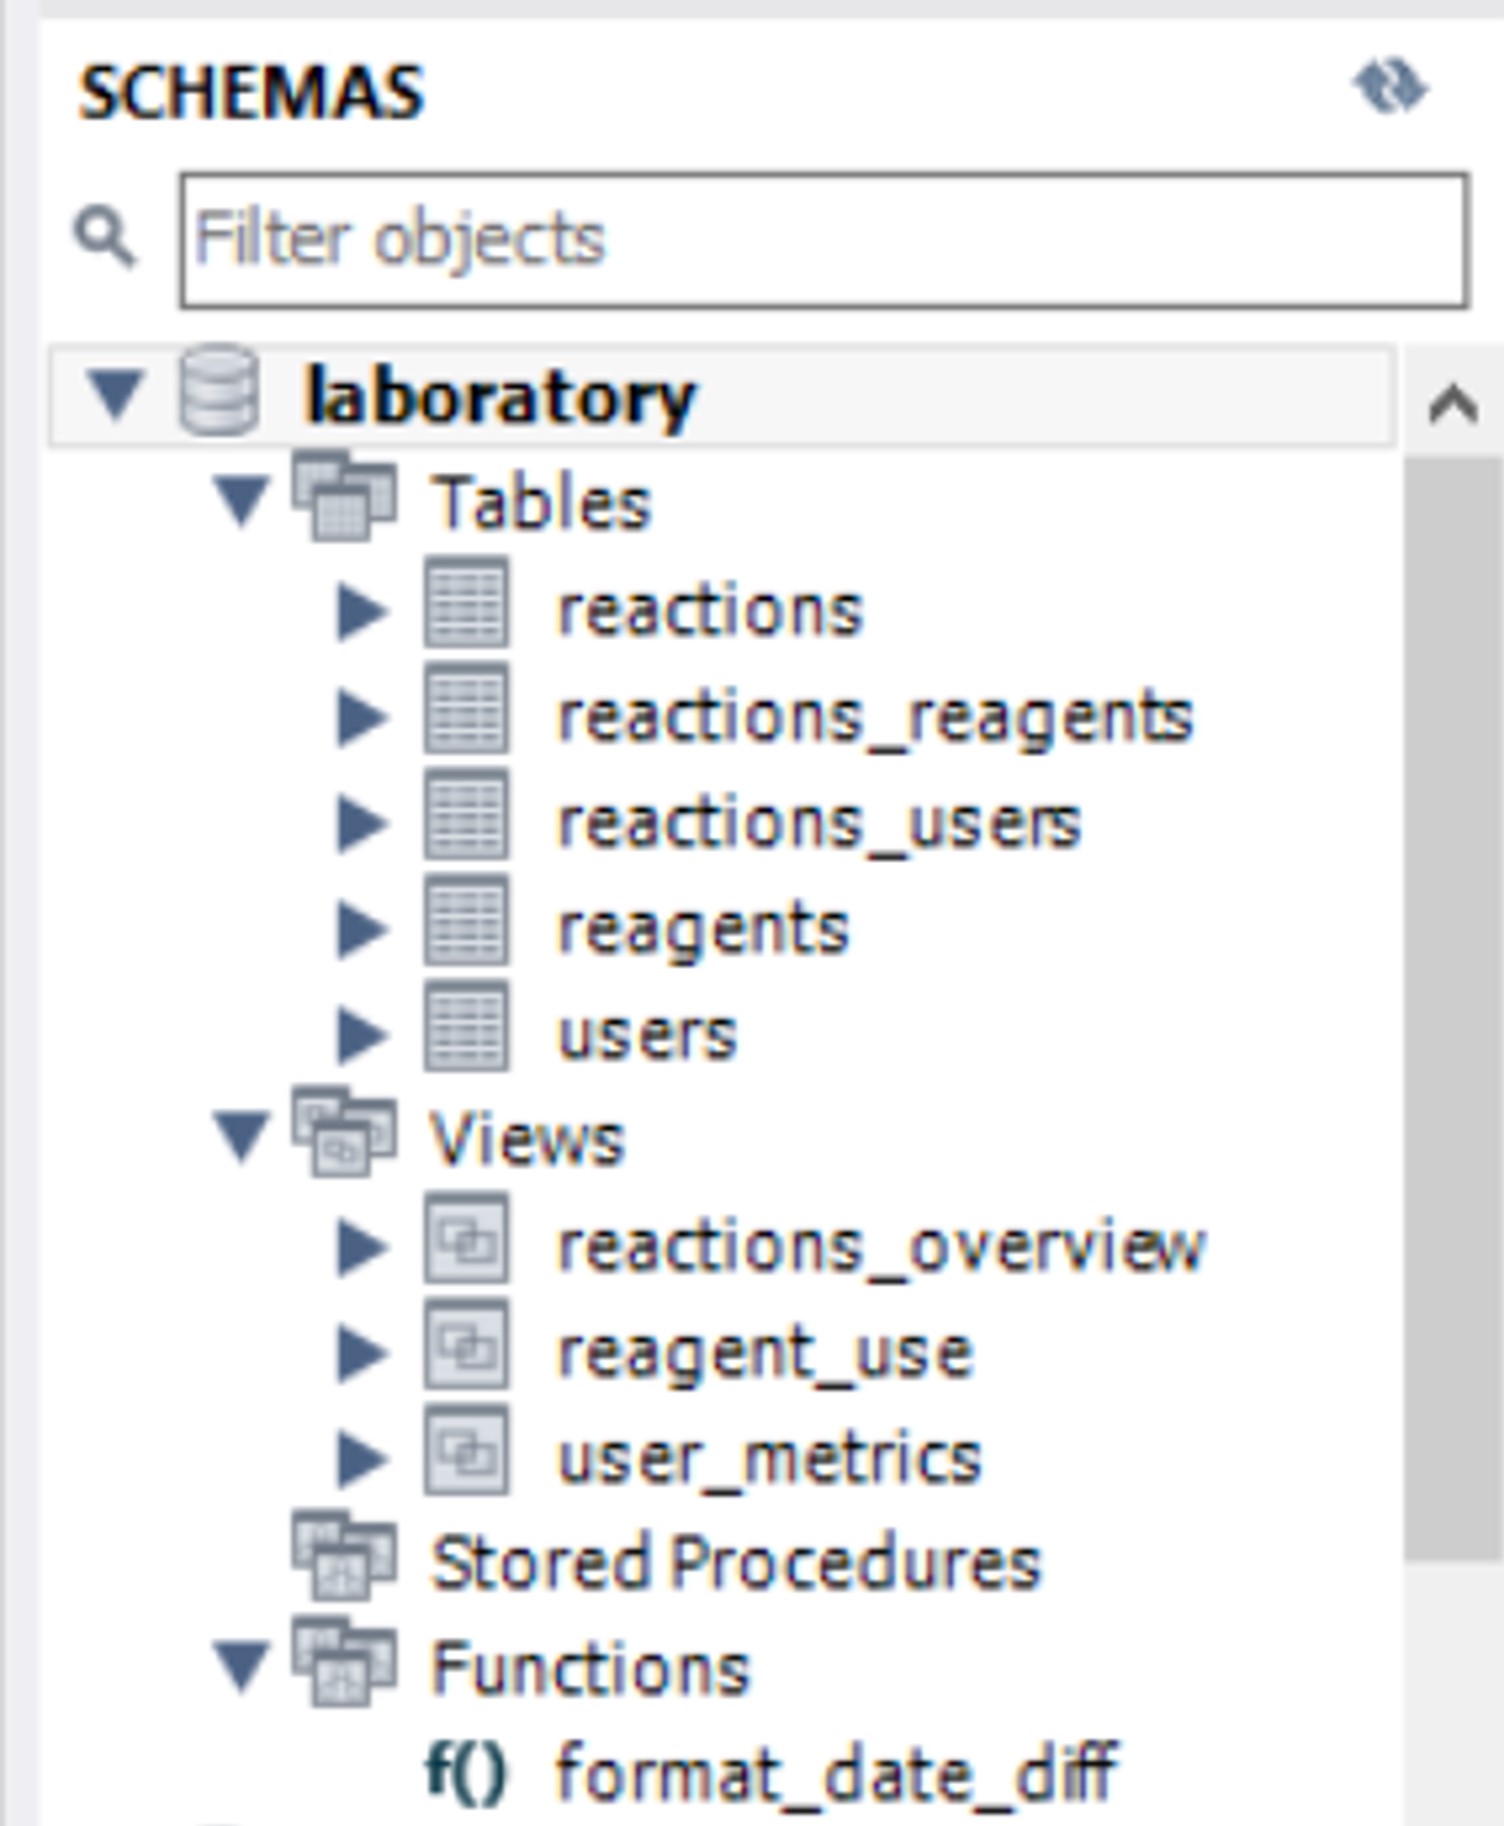 SCHEMAS
Filter objects
laboratory
Tables
reactions
reactions_reagents
reactions_users
reagents
users
Views
reactions_overview
reagent_use
user_metrics
Stored Procedures
Functions
f() format_date_diff